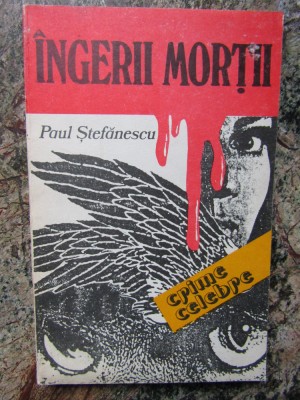 ÎNGERII MORȚII
Paul Ștefănescu
crime
celebre